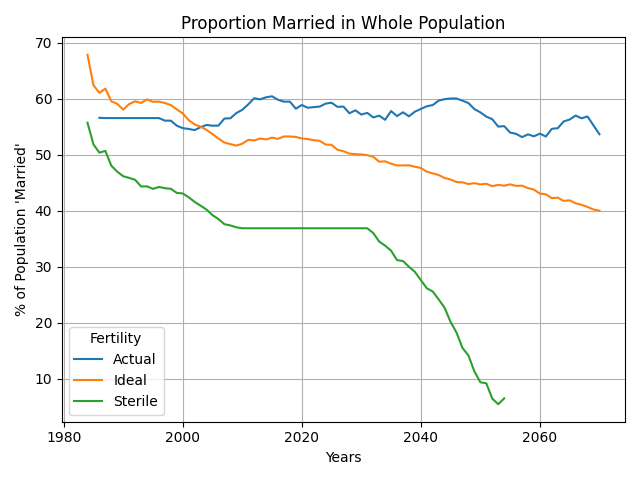 Proportion Married in Whole Population
% of Population 'Married'
70
60
50
40
30
20
10
Fertility
Actual
Ideal
Sterile
1980
2000
2020
2040
2060
Years